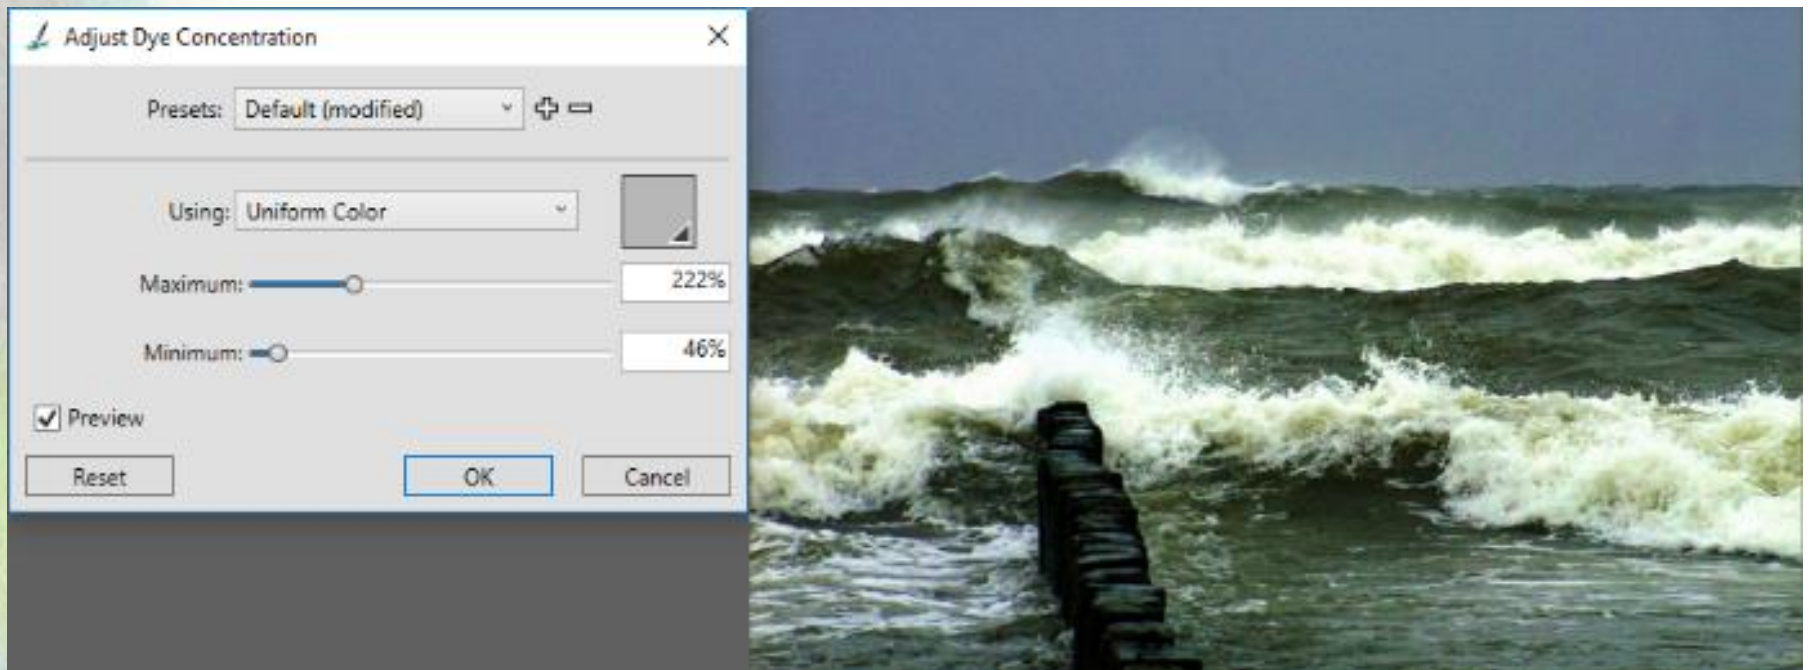 Adjust Dye Concentration
Presets: Default (modified)
Using: Uniform Color
Maximum: 222%
Minimum: 46%
Preview
Reset OK Cancel